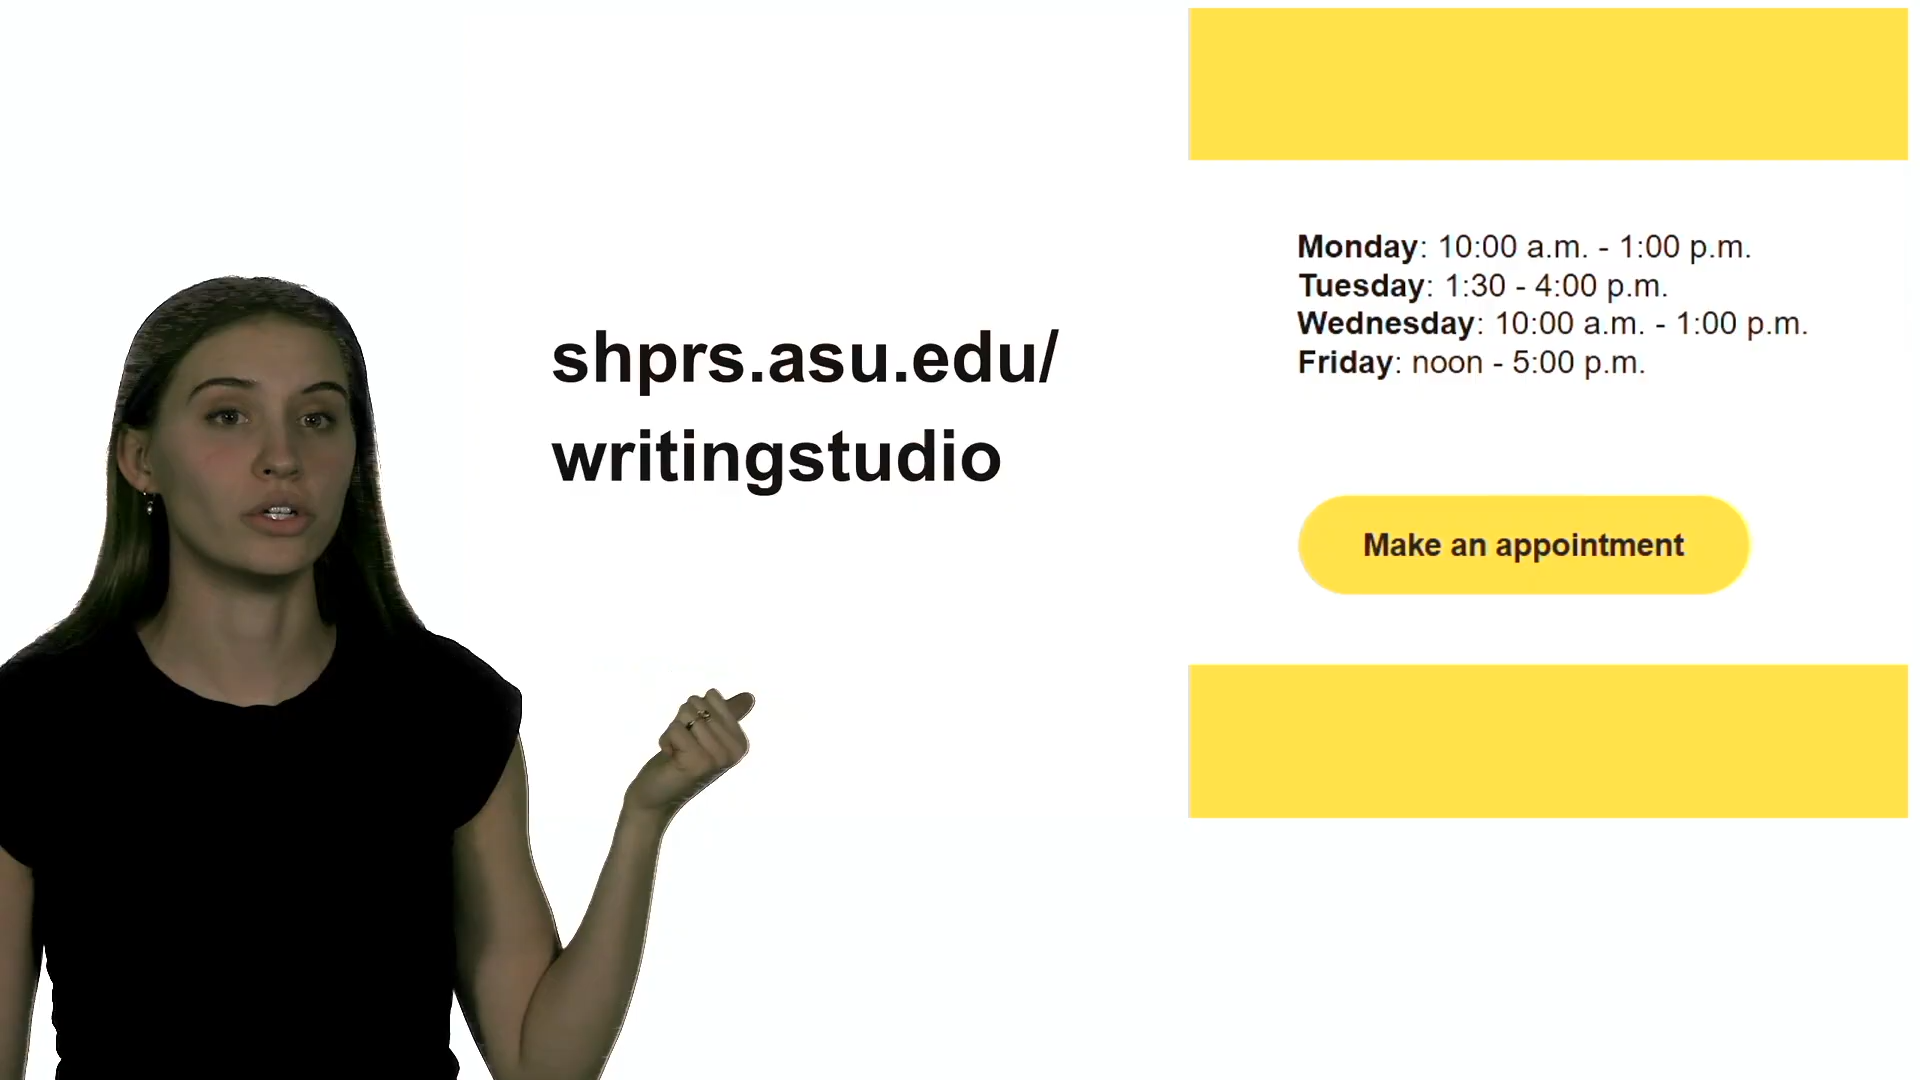 shprs.asu.edu/
writingstudio
Monday: 10:00 a.m. - 1:00 p.m.
Tuesday: 1:30 - 4:00 p.m.
Wednesday: 10:00 a.m. - 1:00 p.m.
Friday: noon - 5:00 p.m.
Make an appointment